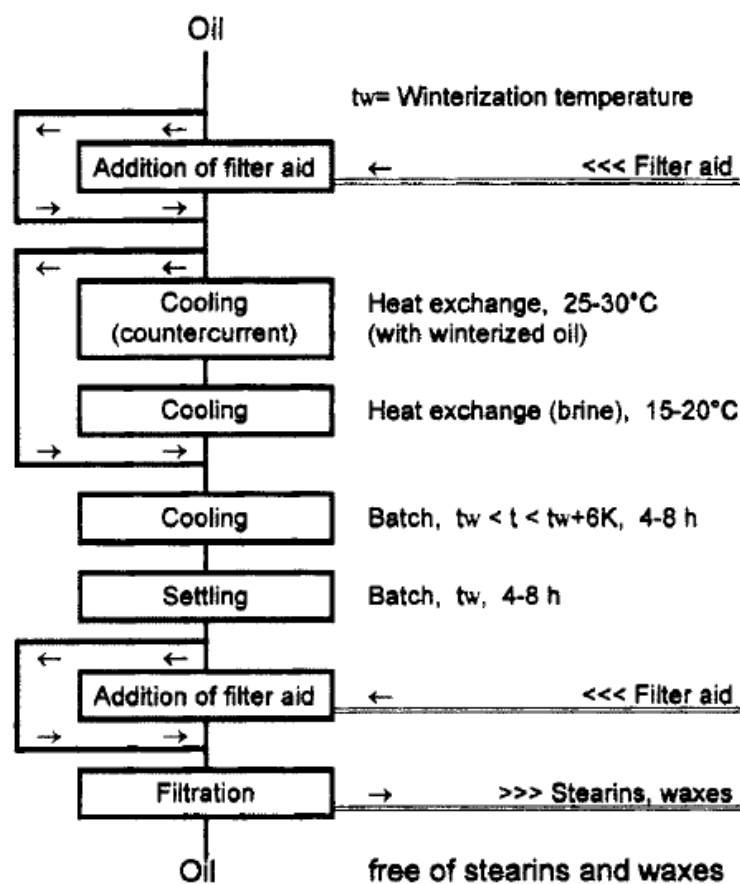 Oil
tw= Winterization temperature
← ←
Addition of filter aid
← <<< Filter aid
→ →
← ←
Cooling
(countercurrent)
Heat exchange, 25-30°C
(with winterized oil)
Cooling
Heat exchange (brine), 15-20°C
→ →
Cooling
Batch, tw < t < tw+6K, 4-8 h
Settling
Batch, tw, 4-8 h
← ←
Addition of filter aid
← <<< Filter aid
→ →
Filtration
→ >>> Stearins, waxes
Oil
free of stearins and waxes